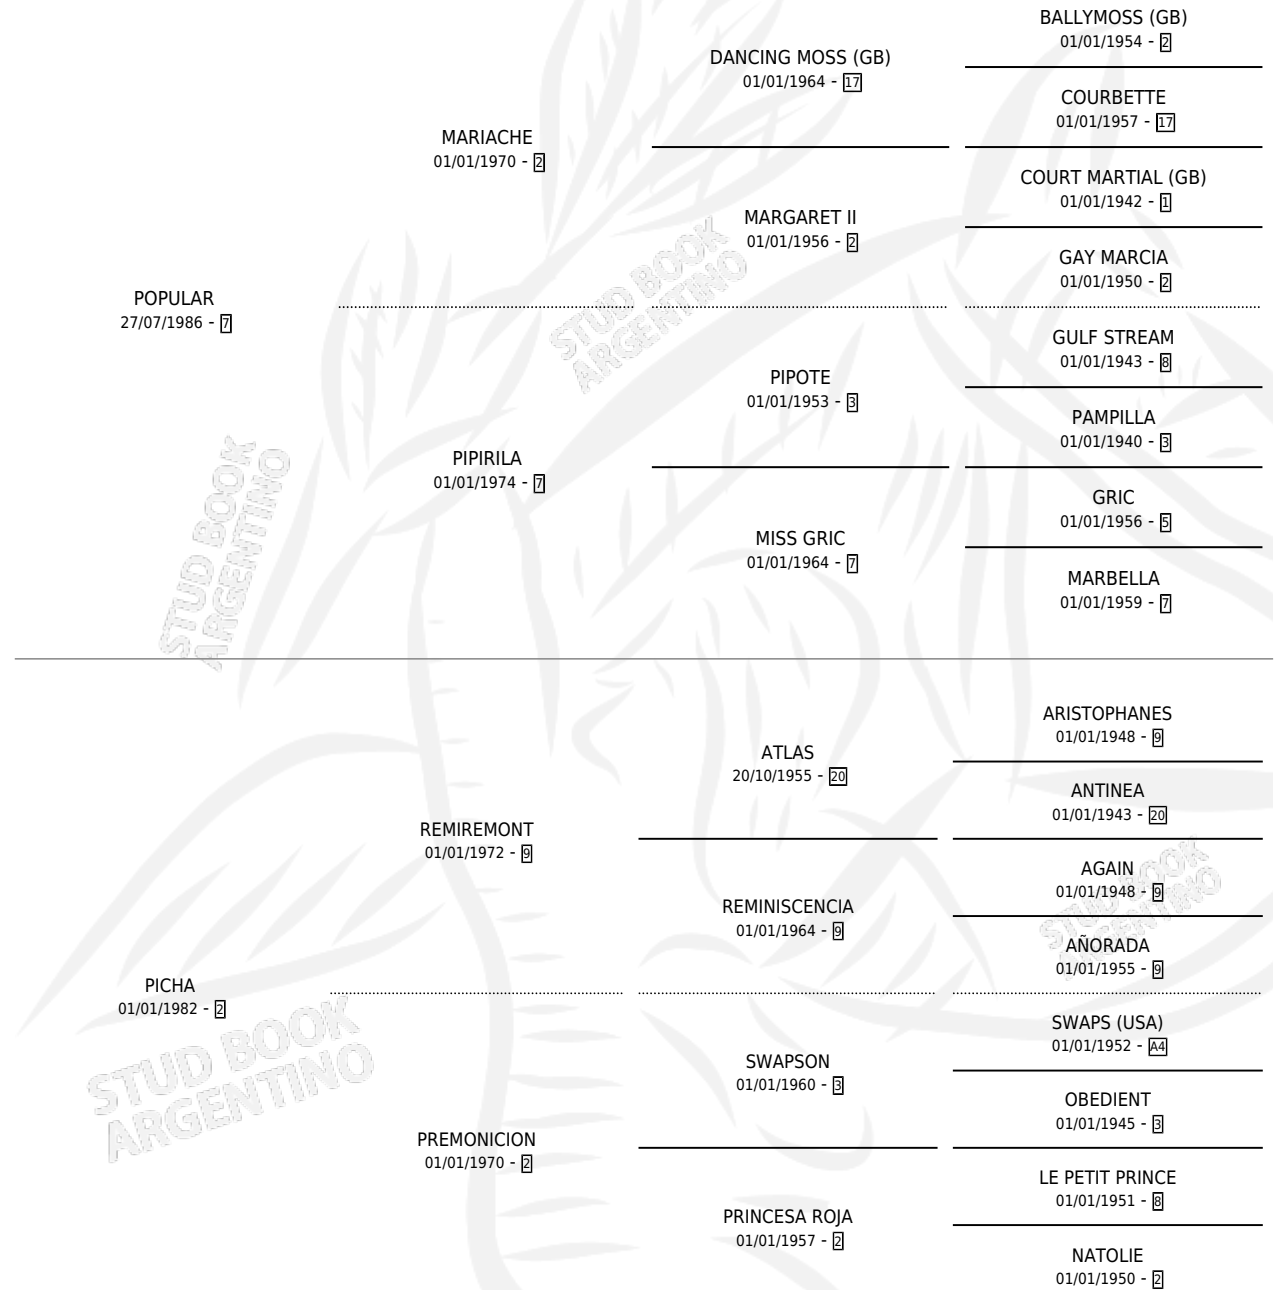 BALLYMOSS (GB)
01/01/1954 - 2
DANCING MOSS (GB)
01/01/1964 - 17
COURBETTE
01/01/1957 - 17
MARIACHE
01/01/1970 - 2
COURT MARTIAL (GB)
01/01/1942 - 1
MARGARET II
01/01/1956 - 2
GAY MARCIA
01/01/1950 - 2
POPULAR
27/07/1986 - 7
GULF STREAM
01/01/1943 - 8
PIPOTE
01/01/1953 - 3
PAMPILLA
01/01/1940 - 3
PIPIRILA
01/01/1974 - 7
GRIC
01/01/1956 - 5
MISS GRIC
01/01/1964 - 7
MARBELLA
01/01/1959 - 7
ARISTOPHANES
01/01/1948 - 9
ATLAS
20/10/1955 - 20
ANTINEA
01/01/1943 - 20
REMIREMONT
01/01/1972 - 9
AGAIN
01/01/1948 - 9
REMINISCENCIA
01/01/1964 - 9
AÑORADA
01/01/1955 - 9
PICHA
01/01/1982 - 2
SWAPS (USA)
01/01/1952 - A4
SWAPSON
01/01/1960 - 3
OBEDIENT
01/01/1945 - 3
PREMONICION
01/01/1970 - 2
LE PETIT PRINCE
01/01/1951 - 8
PRINCESA ROJA
01/01/1957 - 2
NATOLIE
01/01/1950 - 2
STUD BOOK
ARGENTINO
STUD BOOK
ARGENTINO
STUD BOOK
ARGENTINO
STUD BOOK
ARGENTINO